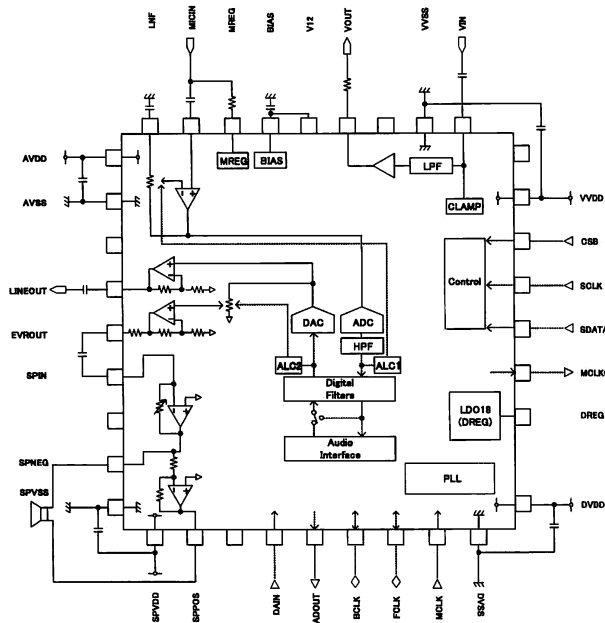 LNF
MICIN
MREG
BIAS
V12
VOUT
VVSS
VIN
AVDD
AVSS
LINEOUT
EVROUT
SPIN
SPNEG
SPVSS
MREG
BIAS
LPF
CLAMP
VVDD
CSB
SCLK
SDATA
MCLKO
DREG
DVDD
Control
DAC
ADC
HPF
ALC2
ALC1
Digital
Filters
Audio
Interface
LDO18
(DREG)
PLL
SPVDD
SPPOS
DAIN
ADOUT
BCLK
FCLK
MCLK
DVSS